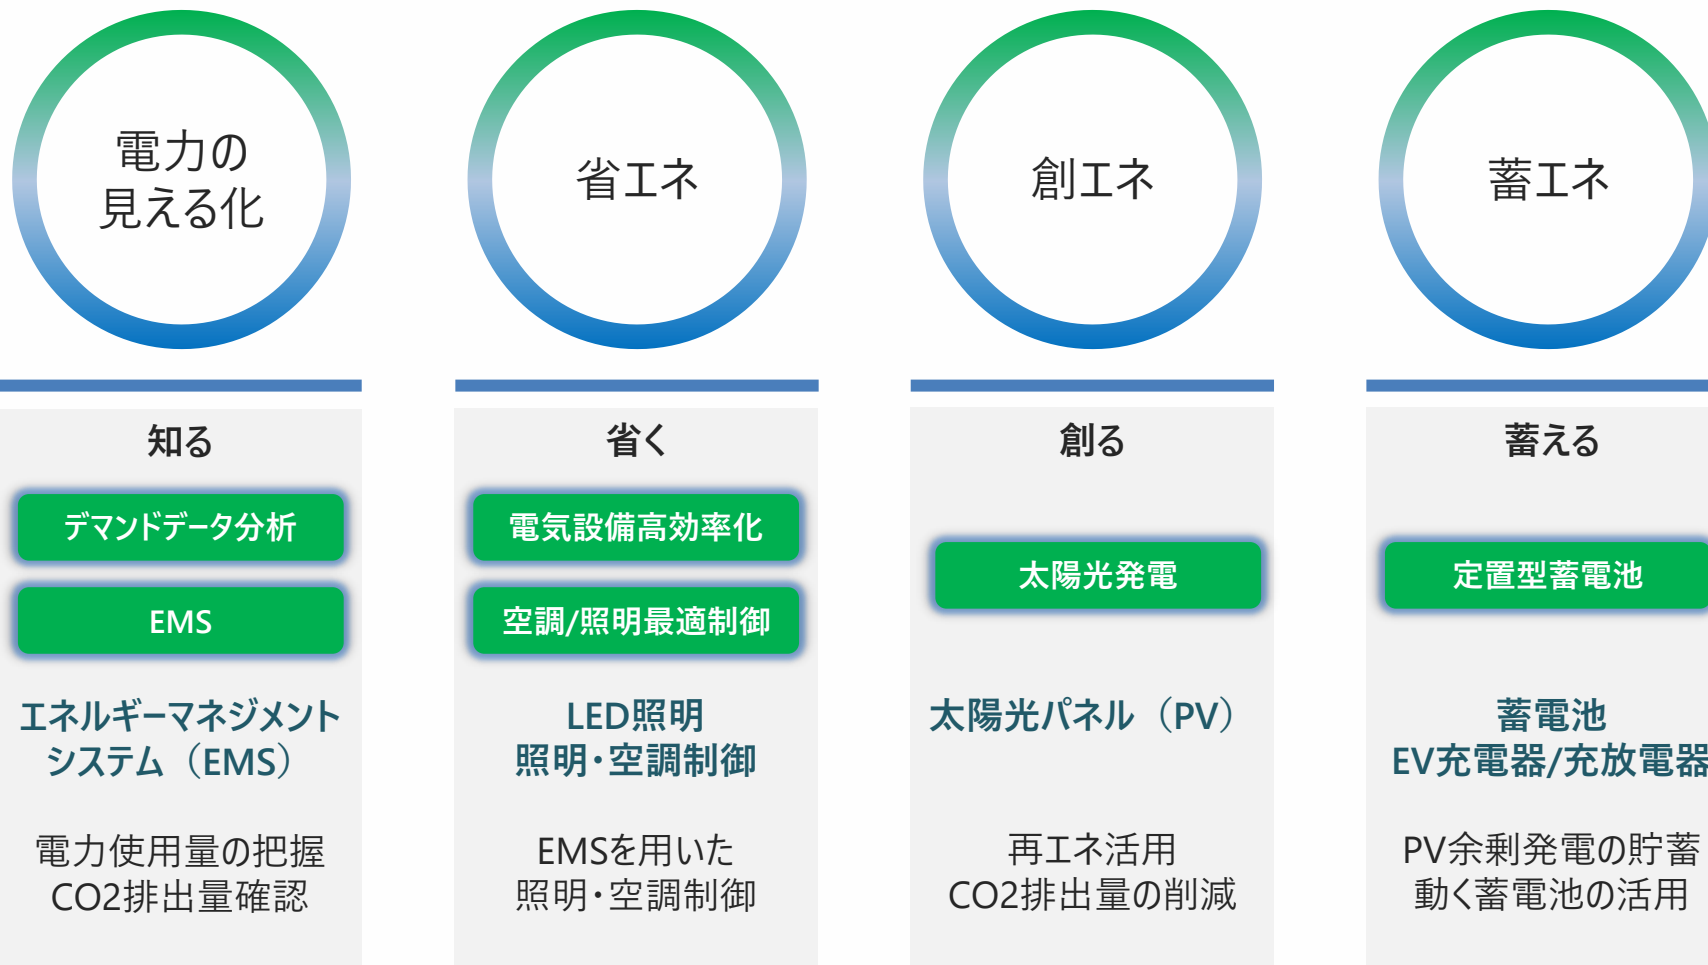 電力の
見える化
知る
デマンドデータ分析
EMS
エネルギーマネジメント
システム（EMS）
電力使用量の把握
CO2排出量確認
省エネ
省く
電気設備高効率化
空調/照明最適制御
LED照明
照明・空調制御
EMSを用いた
照明・空調制御
創エネ
創る
太陽光発電
太陽光パネル（PV）
再エネ活用
CO2排出量の削減
蓄エネ
蓄える
定置型蓄電池
蓄電池
EV充電器/充放電器
PV余剰発電の貯蓄
動く蓄電池の活用